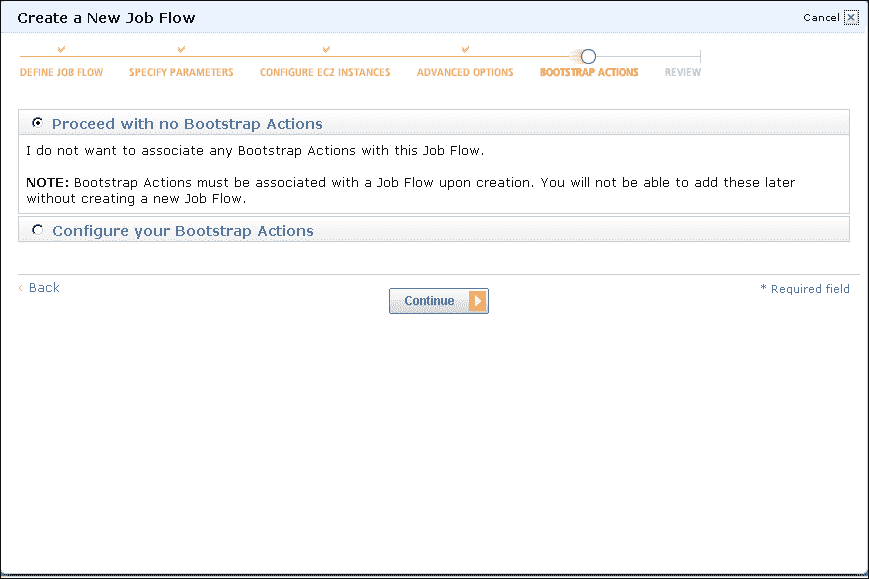 Create a New Job Flow
Cancel
DEFINE JOB FLOW SPECIFY PARAMETERS CONFIGURE EC2 INSTANCES ADVANCED OPTIONS BOOTSTRAP ACTIONS REVIEW
Proceed with no Bootstrap Actions
I do not want to associate any Bootstrap Actions with this Job Flow.
NOTE: Bootstrap Actions must be associated with a Job Flow upon creation. You will not be able to add these later
without creating a new Job Flow.
Configure your Bootstrap Actions
Back
Continue
* Required field